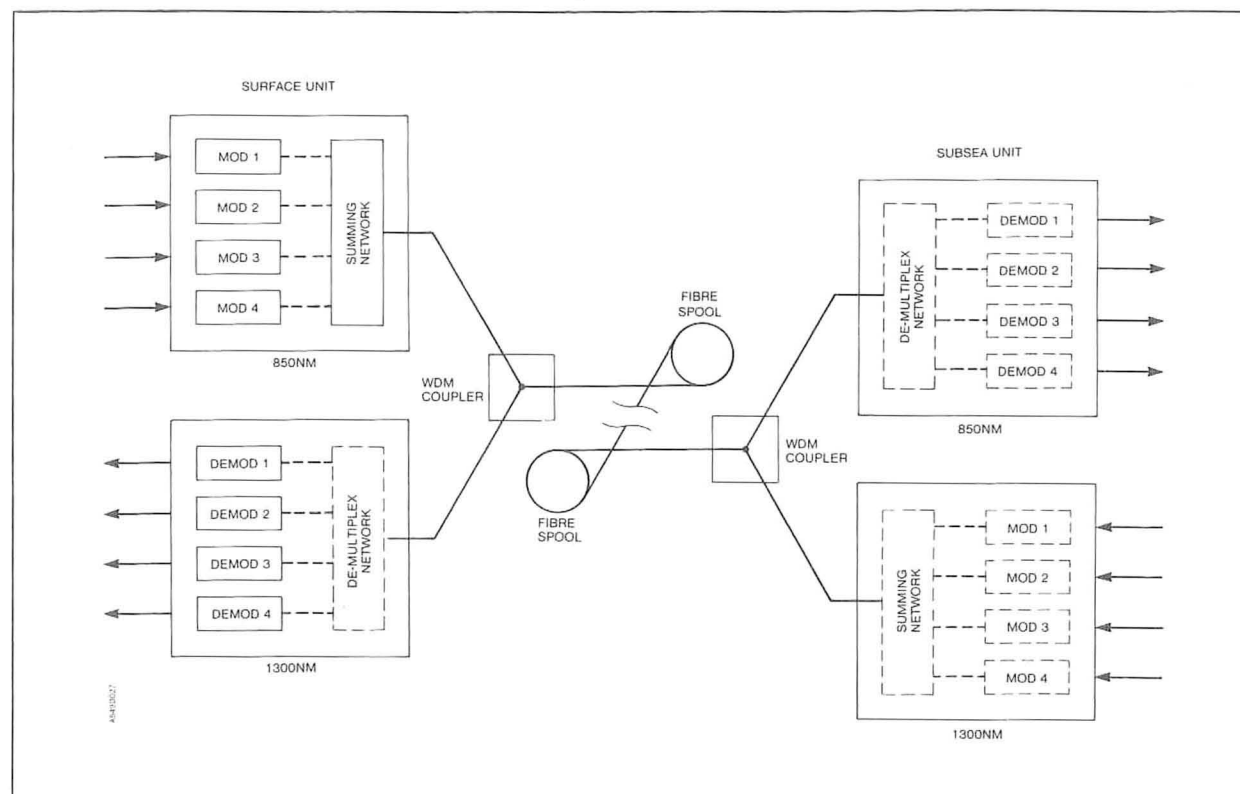 SURFACE UNIT
MOD 1
MOD 2
MOD 3
MOD 4
SUMMING
NETWORK
850NM
DEMOD 1
DEMOD 2
DEMOD 3
DEMOD 4
DE-MULTIPLEX
NETWORK
1300NM
WDM
COUPLER
FIBRE
SPOOL
FIBRE
SPOOL
WDM
COUPLER
SUBSEA UNIT
DE-MULTIPLEX
NETWORK
DEMOD 1
DEMOD 2
DEMOD 3
DEMOD 4
850NM
SUMMING
NETWORK
MOD 1
MOD 2
MOD 3
MOD 4
1300NM